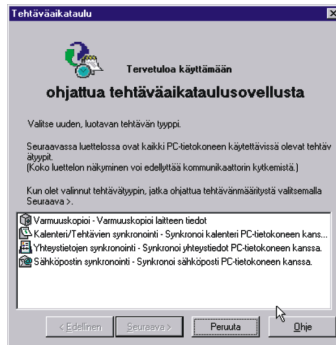 Tehtäväaikataulu
Tervetuloa käyttämään
ohjattua tehtäväaikataulusovellusta
Valitse uuden, luotavan tehtävän tyyppi.
Seuraavassa luettelossa ovat kaikki PC-tietokoneen käytettävissä olevat tehtäv
ätyypit.
(Koko luettelon näkyminen voi edellyttää kommunikaattorin kytkemistä.)
Kun olet valinnut tehtävätyypin, jatka ohjattua tehtävänmääritystä valitsemalla
Seuraava >.
Varmuuskopioi - Varmuuskopioi laitteen tiedot
Kalenteri/Tehtävien synkronointi - Synkronoi kalenteri PC-tietokoneen kans...
Yhteystietojen synkronointi - Synkronoi yhteystiedot PC-tietokoneen kanssa.
Sähköpostin synkronointi - Synkronoi sähköposti PC-tietokoneen kanssa.
< Edellinen Seuraava > Peruuta Ohje